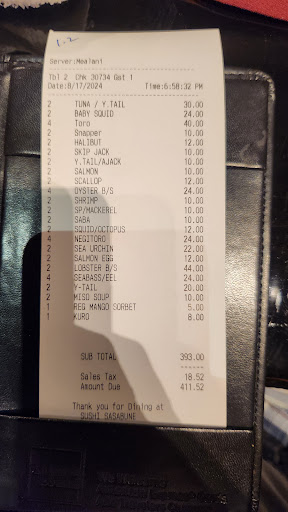 1.2
Server:Mealani
Tbl 2 Chk 30734 Gst 1
Date:8/17/2024 Time:6:58:32 PM
2 TUNA / Y.TAIL 30.00
2 BABY SQUID 24.00
4 Toro 40.00
2 Snapper 10.00
2 HALIBUT 12.00
2 SKIP JACK 10.00
2 Y.TAIL/AJACK 10.00
2 SALMON 10.00
2 SCALLOP 12.00
4 OYSTER B/S 24.00
2 SHRIMP 10.00
2 SP/MACKEREL 10.00
2 SABA 10.00
2 SQUID/OCTOPUS 12.00
4 NEGITORO 24.00
2 SEA URCHIN 22.00
2 SALMON EGG 12.00
2 LOBSTER B/S 44.00
4 SEABASS/EEL 24.00
2 Y-TAIL 20.00
2 MISO SOUP 10.00
1 REG MANGO SORBET 5.00
1 KURO 8.00
SUB TOTAL 393.00
Sales Tax 18.52
Amount Due 411.52
Thank you for Dining at
SUSHI SASABUNE